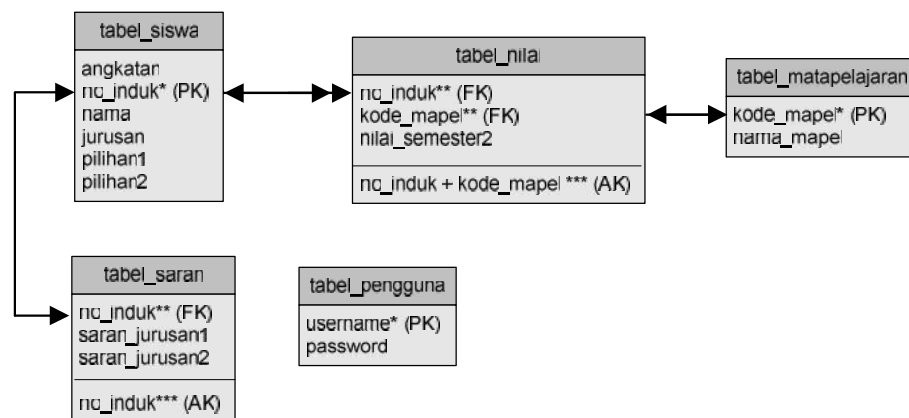 tabel_siswa
angkatan
no_induk* (PK)
nama
jurusan
pilihan1
pilihan2
tabel_nilai
no_induk** (FK)
kode_mapel** (FK)
nilai_semester2
no_induk + kode_mapel *** (AK)
tabel_matapelajaran
kode_mapel* (PK)
nama_mapel
tabel_saran
no_induk** (FK)
saran_jurusan1
saran_jurusan2
no_induk*** (AK)
tabel_pengguna
username* (PK)
password